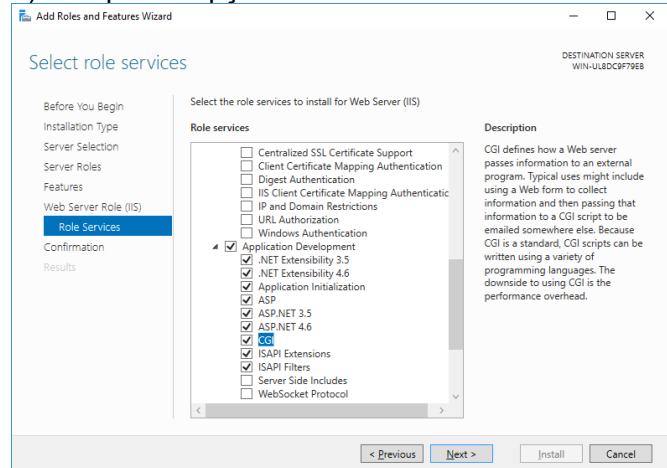 Add Roles and Features Wizard
Select role services
DESTINATION SERVER
WIN-UL8DC9F79EB
Before You Begin
Installation Type
Server Selection
Server Roles
Features
Web Server Role (IIS)
Role Services
Confirmation
Results
Select the role services to install for Web Server (IIS)
Role services
Centralized SSL Certificate Support
Client Certificate Mapping Authentication
Digest Authentication
IIS Client Certificate Mapping Authenticatic
IP and Domain Restrictions
URL Authorization
Windows Authentication
Application Development
.NET Extensibility 3.5
.NET Extensibility 4.6
Application Initialization
ASP
ASP.NET 3.5
ASP.NET 4.6
CGI
ISAPI Extensions
ISAPI Filters
Server Side Includes
WebSocket Protocol
Description
CGI defines how a Web server
passes information to an external
program. Typical uses might include
using a Web form to collect
information and then passing that
information to a CGI script to be
emailed somewhere else. Because
CGI is a standard, CGI scripts can be
written using a variety of
programming languages. The
downside to using CGI is the
performance overhead.
< Previous
Next >
Install
Cancel